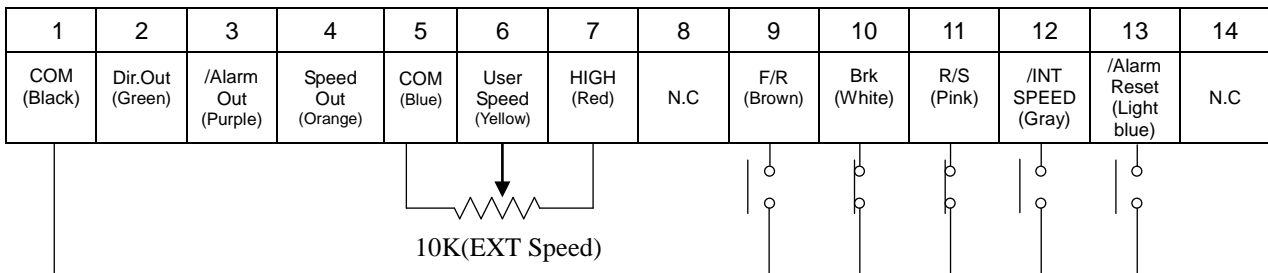 1 2 3 4 5 6 7 8 9 10 11 12 13 14
COM (Black)
Dir.Out (Green)
/Alarm Out (Purple)
Speed Out (Orange)
COM (Blue)
User Speed (Yellow)
HIGH (Red)
N.C
F/R (Brown)
Brk (White)
R/S (Pink)
/INT SPEED (Gray)
/Alarm Reset (Light blue)
N.C
10K(EXT Speed)